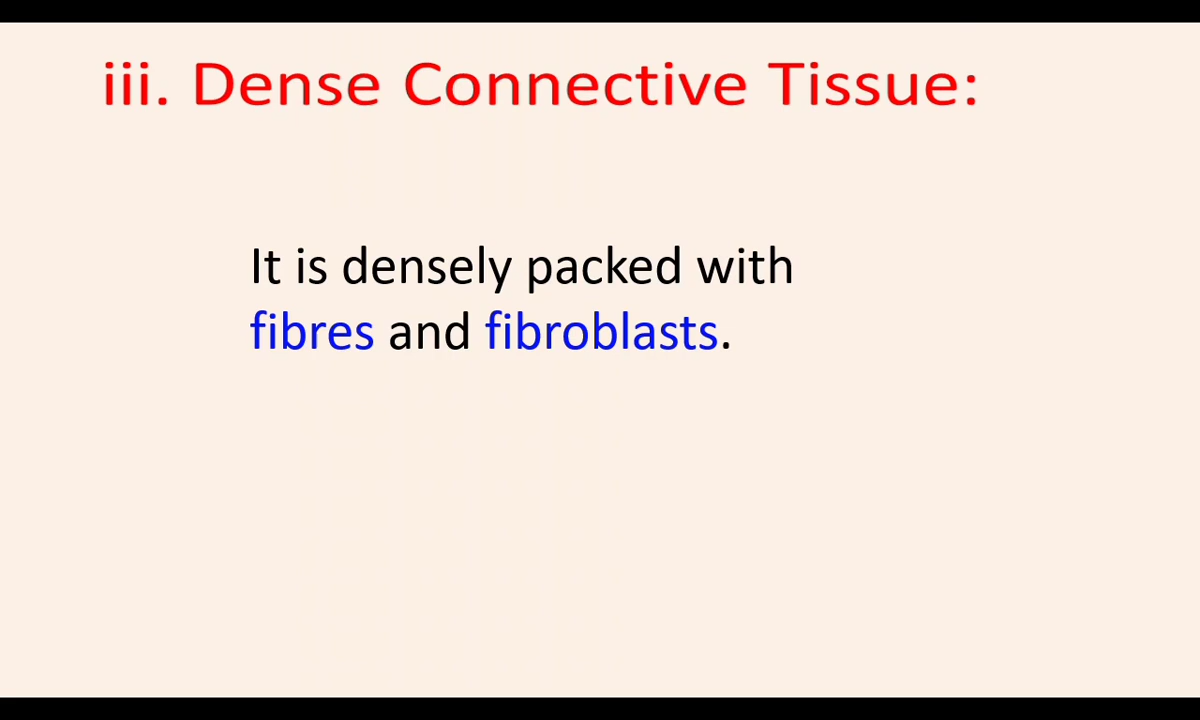 iii. Dense Connective Tissue:
It is densely packed with
fibres and fibroblasts.